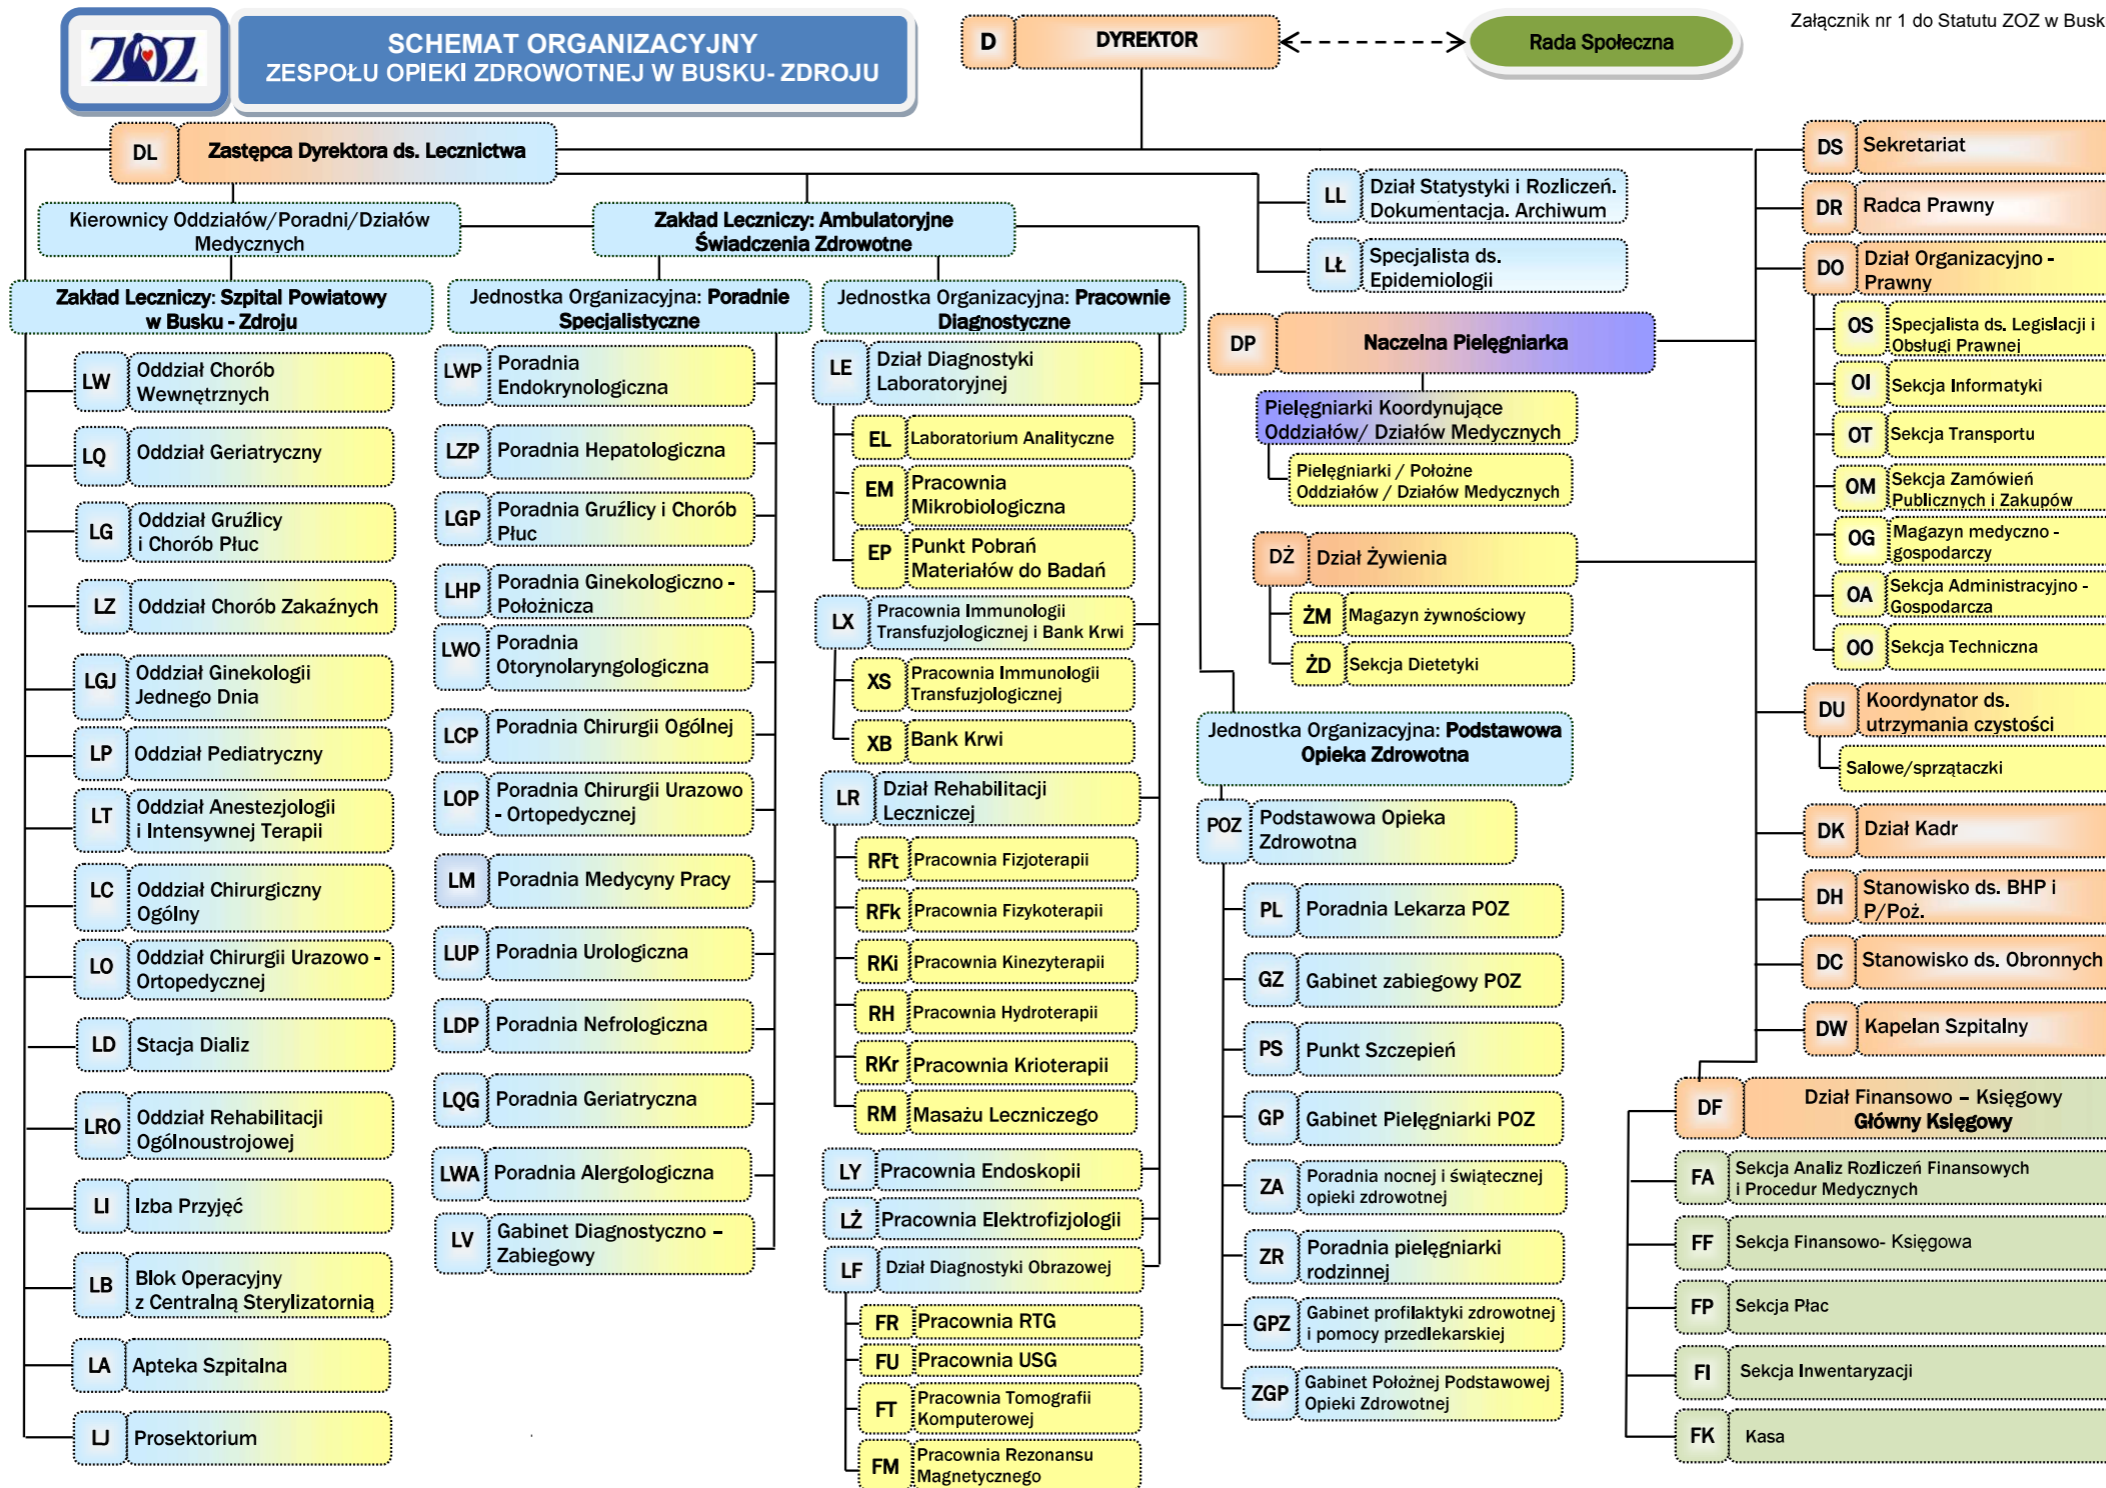 ZOZ
SCHEMAT ORGANIZACYJNY
ZESPOŁU OPIEKI ZDROWOTNEJ W BUSKU- ZDROJU
D
DYREKTOR
Rada Społeczna
Załącznik nr 1 do Statutu ZOZ w Busk
DL
Zastępca Dyrektora ds. Lecznictwa
Kierownicy Oddziałów/Poradni/Działów
Medycznych
Zakład Leczniczy: Ambulatoryjne
Świadczenia Zdrowotne
Zakład Leczniczy: Szpital Powiatowy
w Busku - Zdroju
LW
Oddział Chorób
Wewnętrznych
LQ
Oddział Geriatryczny
LG
Oddział Gruźlicy
i Chorób Płuc
LZ
Oddział Chorób Zakaźnych
LGJ
Oddział Ginekologii
Jednego Dnia
LP
Oddział Pediatryczny
LT
Oddział Anestezjologii
i Intensywnej Terapii
LC
Oddział Chirurgiczny
Ogólny
LO
Oddział Chirurgii Urazowo -
Ortopedycznej
LD
Stacja Dializ
LRO
Oddział Rehabilitacji
Ogólnoustrojowej
LI
Izba Przyjęć
LB
Blok Operacyjny
z Centralną Sterylizatornią
LA
Apteka Szpitalna
LJ
Prosektorium
Jednostka Organizacyjna: Poradnie
Specjalistyczne
LWP
Poradnia
Endokrynologiczna
LZP
Poradnia Hepatologiczna
LGP
Poradnia Gruźlicy i Chorób
Płuc
LHP
Poradnia Ginekologiczno -
Położnicza
LWO
Poradnia
Otorynolaryngologiczna
LCP
Poradnia Chirurgii Ogólnej
LOP
Poradnia Chirurgii Urazowo
- Ortopedycznej
LM
Poradnia Medycyny Pracy
LUP
Poradnia Urologiczna
LDP
Poradnia Nefrologiczna
LQG
Poradnia Geriatryczna
LWA
Poradnia Alergologiczna
LV
Gabinet Diagnostyczno –
Zabiegowy
Jednostka Organizacyjna: Pracownie
Diagnostyczne
LE
Dział Diagnostyki
Laboratoryjnej
EL
Laboratorium Analityczne
EM
Pracownia
Mikrobiologiczna
EP
Punkt Pobrań
Materiałów do Badań
LX
Pracownia Immunologii
Transfuzjologicznej i Bank Krwi
XS
Pracownia Immunologii
Transfuzjologicznej
XB
Bank Krwi
LR
Dział Rehabilitacji
Leczniczej
RFt
Pracownia Fizjoterapii
RFk
Pracownia Fizykoterapii
RKi
Pracownia Kinezyterapii
RH
Pracownia Hydroterapii
RKr
Pracownia Krioterapii
RM
Masażu Leczniczego
LY
Pracownia Endoskopii
LŻ
Pracownia Elektrofizjologii
LF
Dział Diagnostyki Obrazowej
FR
Pracownia RTG
FU
Pracownia USG
FT
Pracownia Tomografii
Komputerowej
FM
Pracownia Rezonansu
Magnetycznego
LL
Dział Statystyki i Rozliczeń.
Dokumentacja. Archiwum
LŁ
Specjalista ds.
Epidemiologii
DP
Naczelna Pielęgniarka
Pielęgniarki Koordynujące
Oddziałów/ Działów Medycznych
Pielęgniarki / Położne
Oddziałów / Działów Medycznych
DŻ
Dział Żywienia
ŻM
Magazyn żywnościowy
ŻD
Sekcja Dietetyki
Jednostka Organizacyjna: Podstawowa
Opieka Zdrowotna
POZ
Podstawowa Opieka
Zdrowotna
PL
Poradnia Lekarza POZ
GZ
Gabinet zabiegowy POZ
PS
Punkt Szczepień
GP
Gabinet Pielęgniarki POZ
ZA
Poradnia nocnej i świątecznej
opieki zdrowotnej
ZR
Poradnia pielęgniarki
rodzinnej
GPZ
Gabinet profilaktyki zdrowotnej
i pomocy przedlekarskiej
ZGP
Gabinet Położnej Podstawowej
Opieki Zdrowotnej
DS
Sekretariat
DR
Radca Prawny
DO
Dział Organizacyjno -
Prawny
OS
Specjalista ds. Legislacji i
Obsługi Prawnej
OI
Sekcja Informatyki
OT
Sekcja Transportu
OM
Sekcja Zamówień
Publicznych i Zakupów
OG
Magazyn medyczno -
gospodarczy
OA
Sekcja Administracyjno -
Gospodarcza
OO
Sekcja Techniczna
DU
Koordynator ds.
utrzymania czystości
Salowe/sprzątaczki
DK
Dział Kadr
DH
Stanowisko ds. BHP i
P/Poż.
DC
Stanowisko ds. Obronnych
DW
Kapelan Szpitalny
DF
Dział Finansowo – Księgowy
Główny Księgowy
FA
Sekcja Analiz Rozliczeń Finansowych
i Procedur Medycznych
FF
Sekcja Finansowo- Księgowa
FP
Sekcja Płac
FI
Sekcja Inwentaryzacji
FK
Kasa